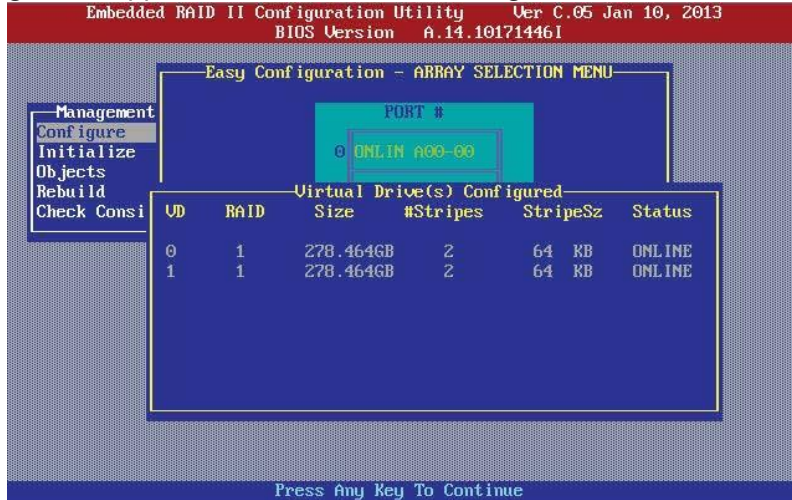 Embedded RAID II Configuration Utility Ver C.05 Jan 10, 2013
BIOS Version A.14.10171446I
Easy Configuration - ARRAY SELECTION MENU
PORT #
0 ONLIN A00-00
Management
Configure
Initialize
Objects
Rebuild
Check Consi
Virtual Drive(s) Configured
VD RAID Size #Stripes StripeSz Status
0 1 278.464GB 2 64 KB ONLINE
1 1 278.464GB 2 64 KB ONLINE
Press Any Key To Continue